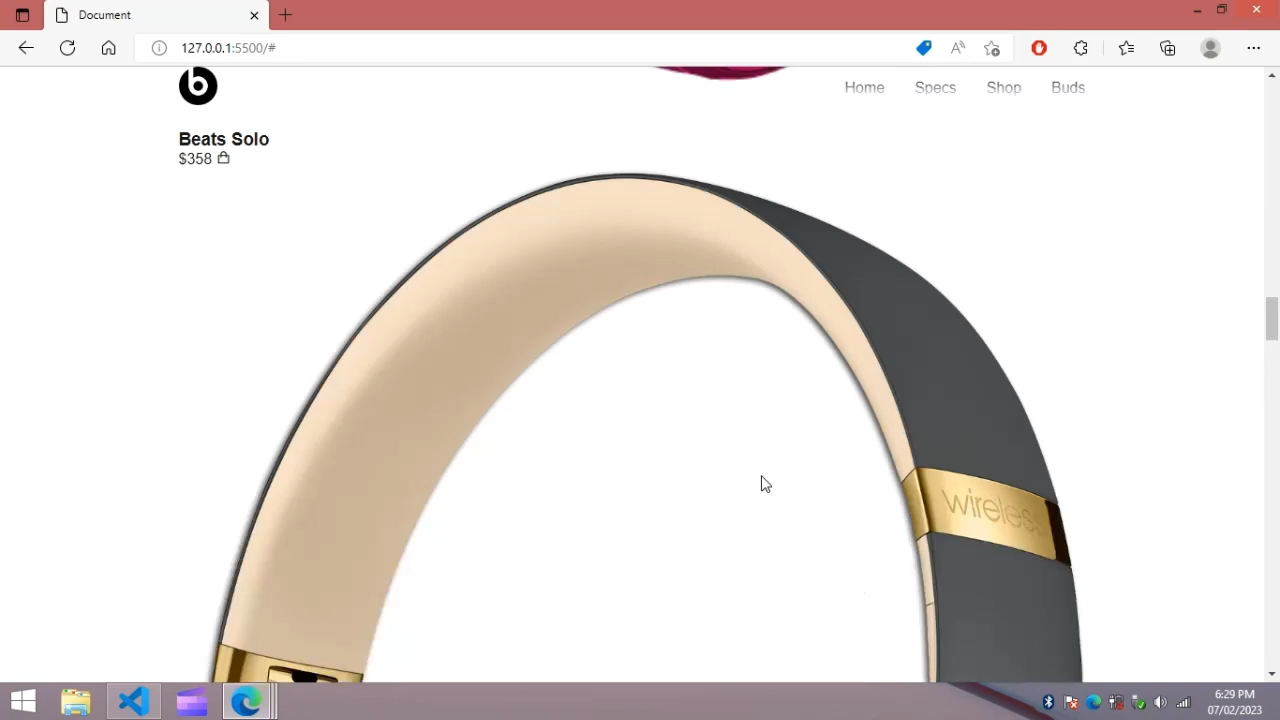 Document
127.0.0.1:5500/#
b
Home Specs Shop Buds
Beats Solo
$358
wireless
6:29 PM
07/02/2023